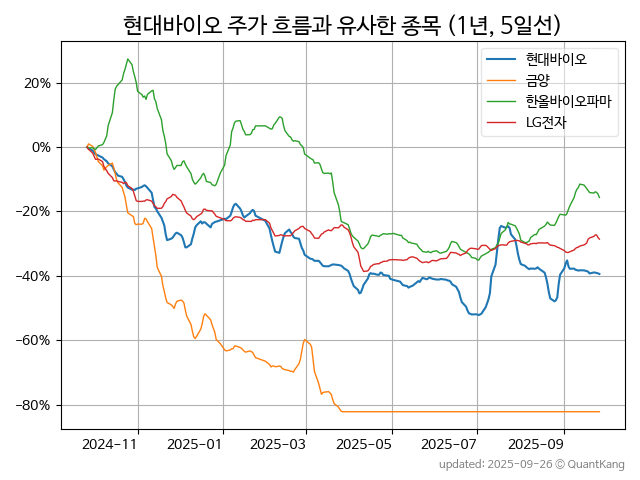 현대바이오 주가 흐름과 유사한 종목 (1년, 5일선)
현대바이오
금양
한올바이오파마
LG전자
20%
0%
−20%
−40%
−60%
−80%
2024−11
2025−01
2025−03
2025−05
2025−07
2025−09
updated: 2025-09-26 © QuantKang